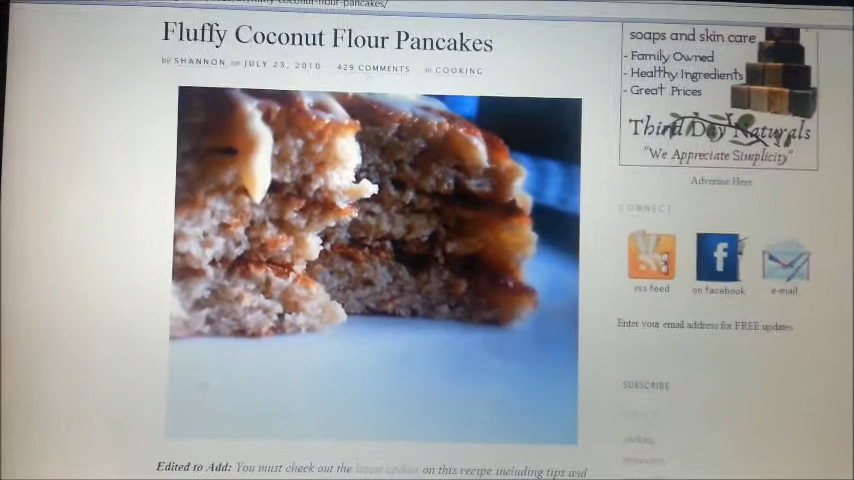 Fluffy Coconut Flour Pancakes
by SHANNON on JULY 23, 2010 429 COMMENTS in COOKING
Edited to Add: You must check out the latest update on this recipe including tips and
soaps and skin care
- Family Owned
- Healthy Ingredients
- Great Prices
Third Day Naturals
"We Appreciate Simplicity"
Advertise Here
CONNECT
rss feed
on facebook
e-mail
Enter your email address for FREE updates
SUBSCRIBE